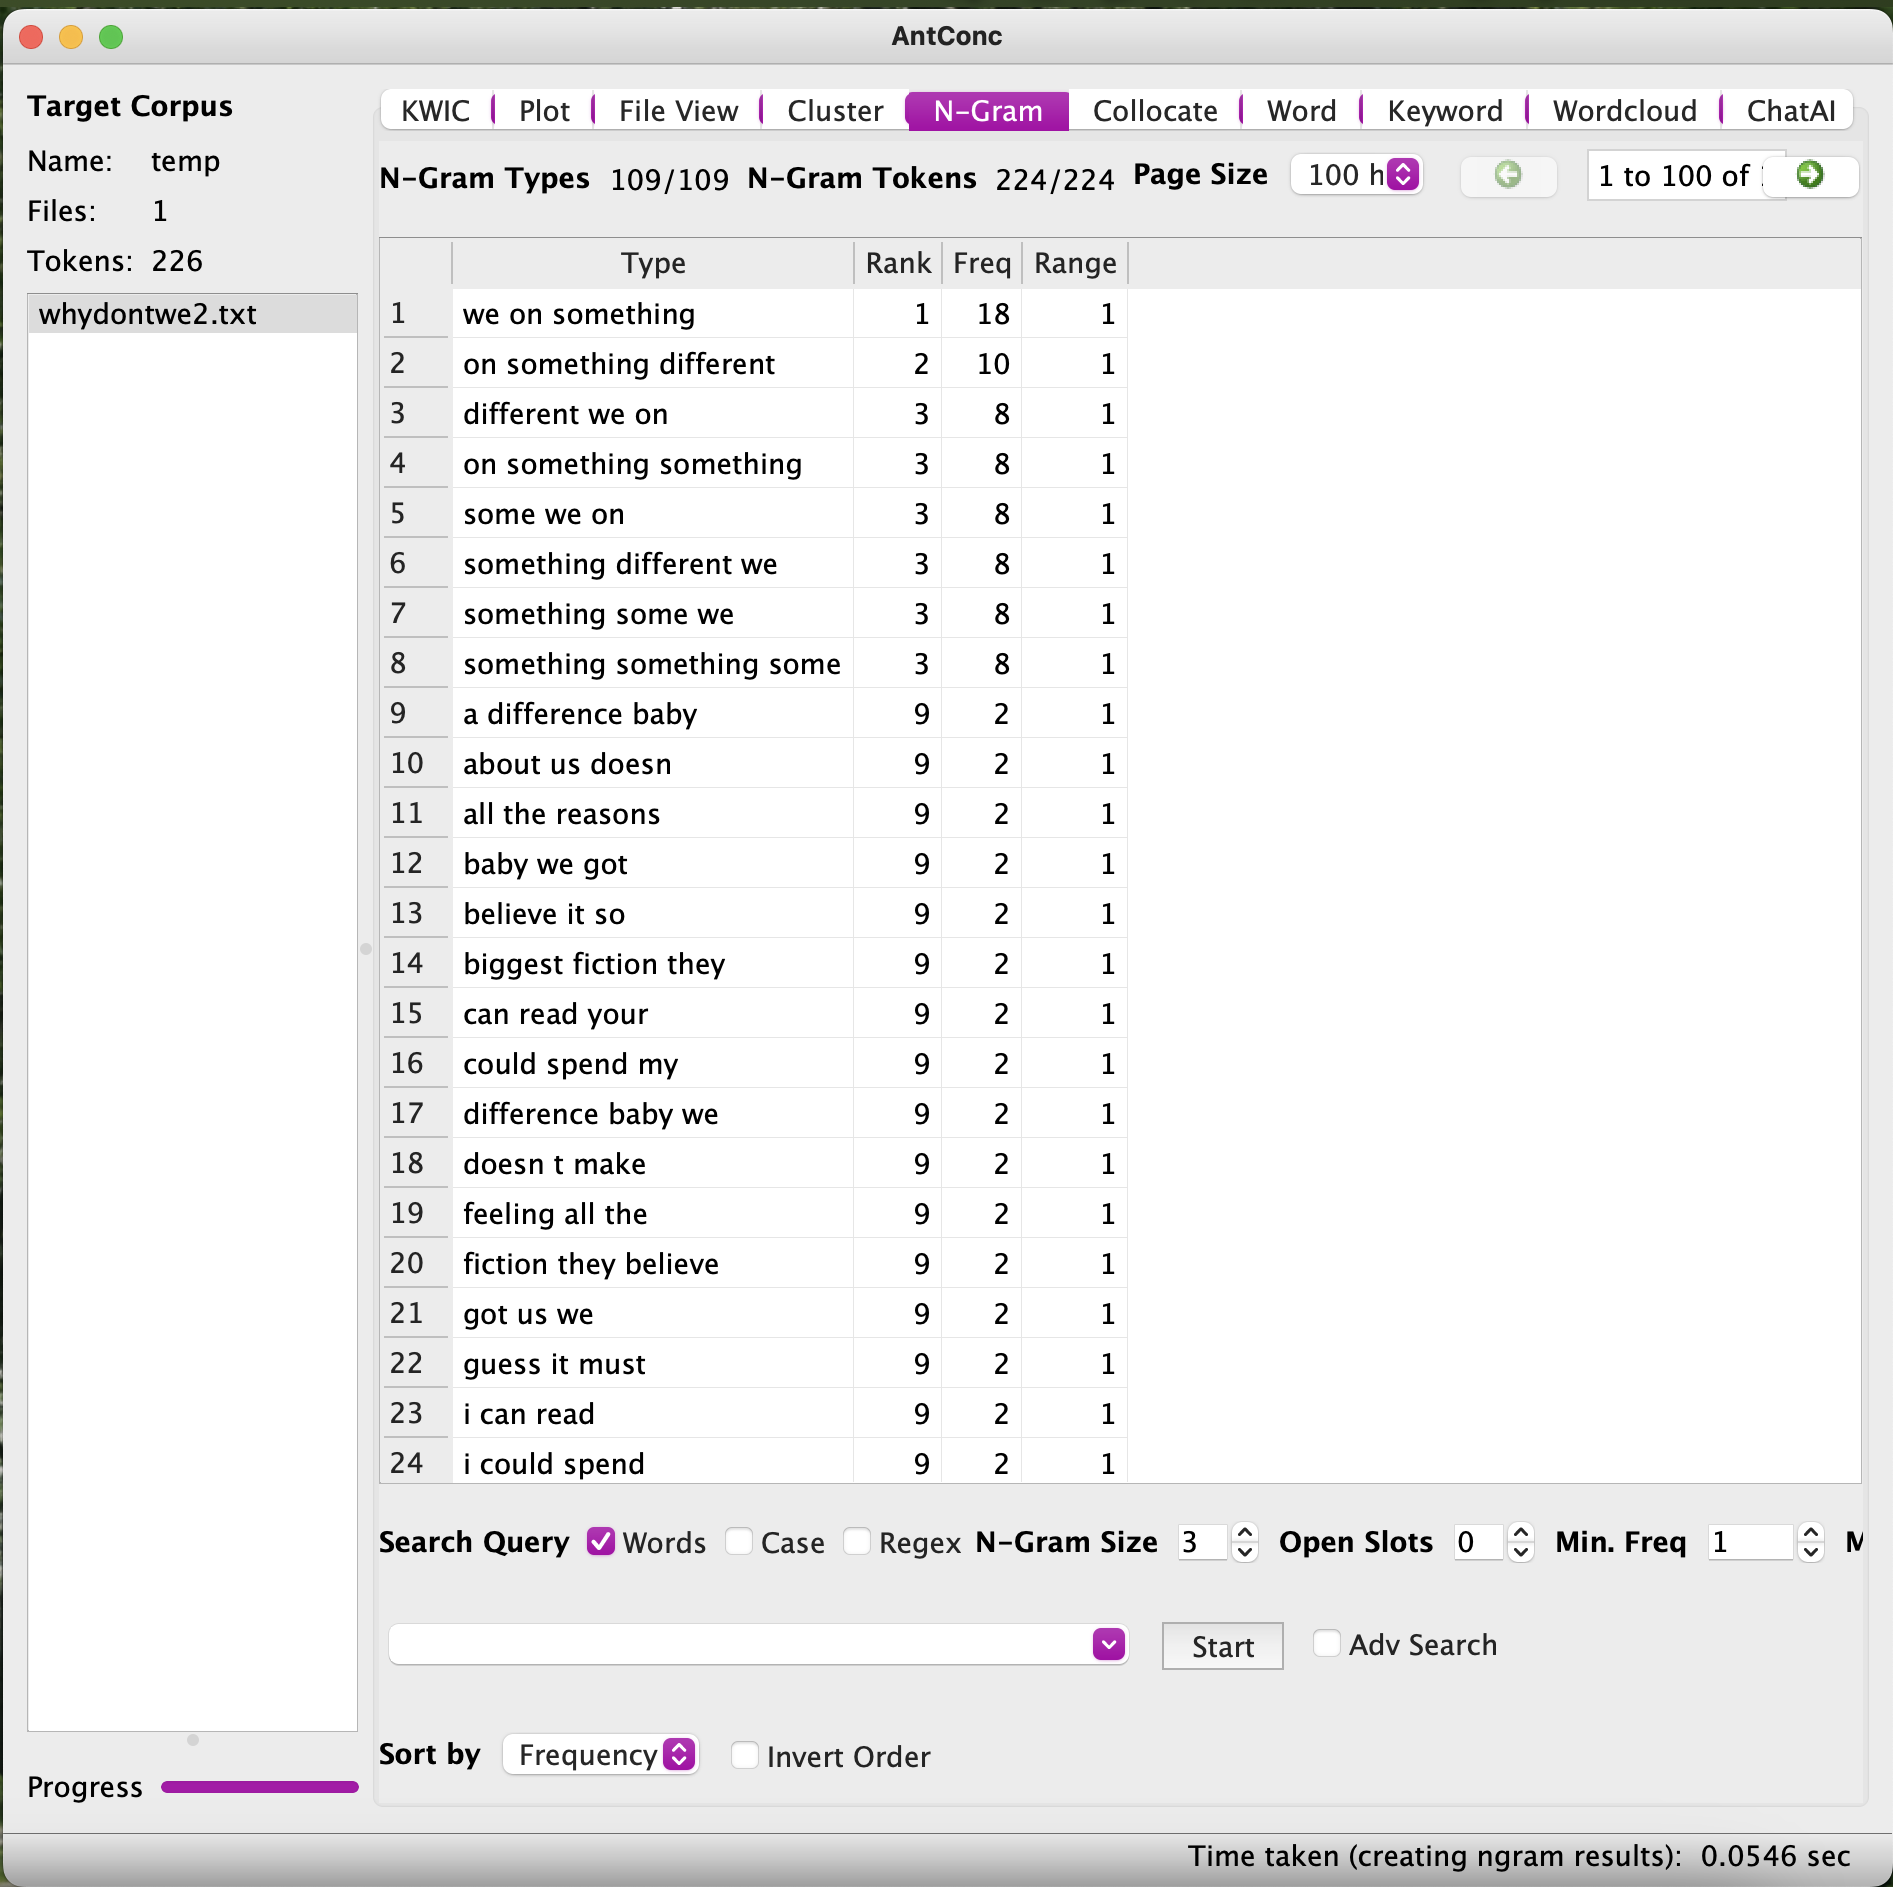 AntConc
Target Corpus
Name: temp
Files: 1
Tokens: 226
whydontwe2.txt
Progress
KWIC Plot File View Cluster N-Gram Collocate Word Keyword Wordcloud ChatAI
N-Gram Types 109/109 N-Gram Tokens 224/224 Page Size 100 h 1 to 100 of
Type Rank Freq Range
1 we on something 1 18 1
2 on something different 2 10 1
3 different we on 3 8 1
4 on something something 3 8 1
5 some we on 3 8 1
6 something different we 3 8 1
7 something some we 3 8 1
8 something something some 3 8 1
9 a difference baby 9 2 1
10 about us doesn 9 2 1
11 all the reasons 9 2 1
12 baby we got 9 2 1
13 believe it so 9 2 1
14 biggest fiction they 9 2 1
15 can read your 9 2 1
16 could spend my 9 2 1
17 difference baby we 9 2 1
18 doesn t make 9 2 1
19 feeling all the 9 2 1
20 fiction they believe 9 2 1
21 got us we 9 2 1
22 guess it must 9 2 1
23 i can read 9 2 1
24 i could spend 9 2 1
Search Query Words Case Regex N-Gram Size 3 Open Slots 0 Min. Freq 1
Start Adv Search
Sort by Frequency Invert Order
Time taken (creating ngram results): 0.0546 sec